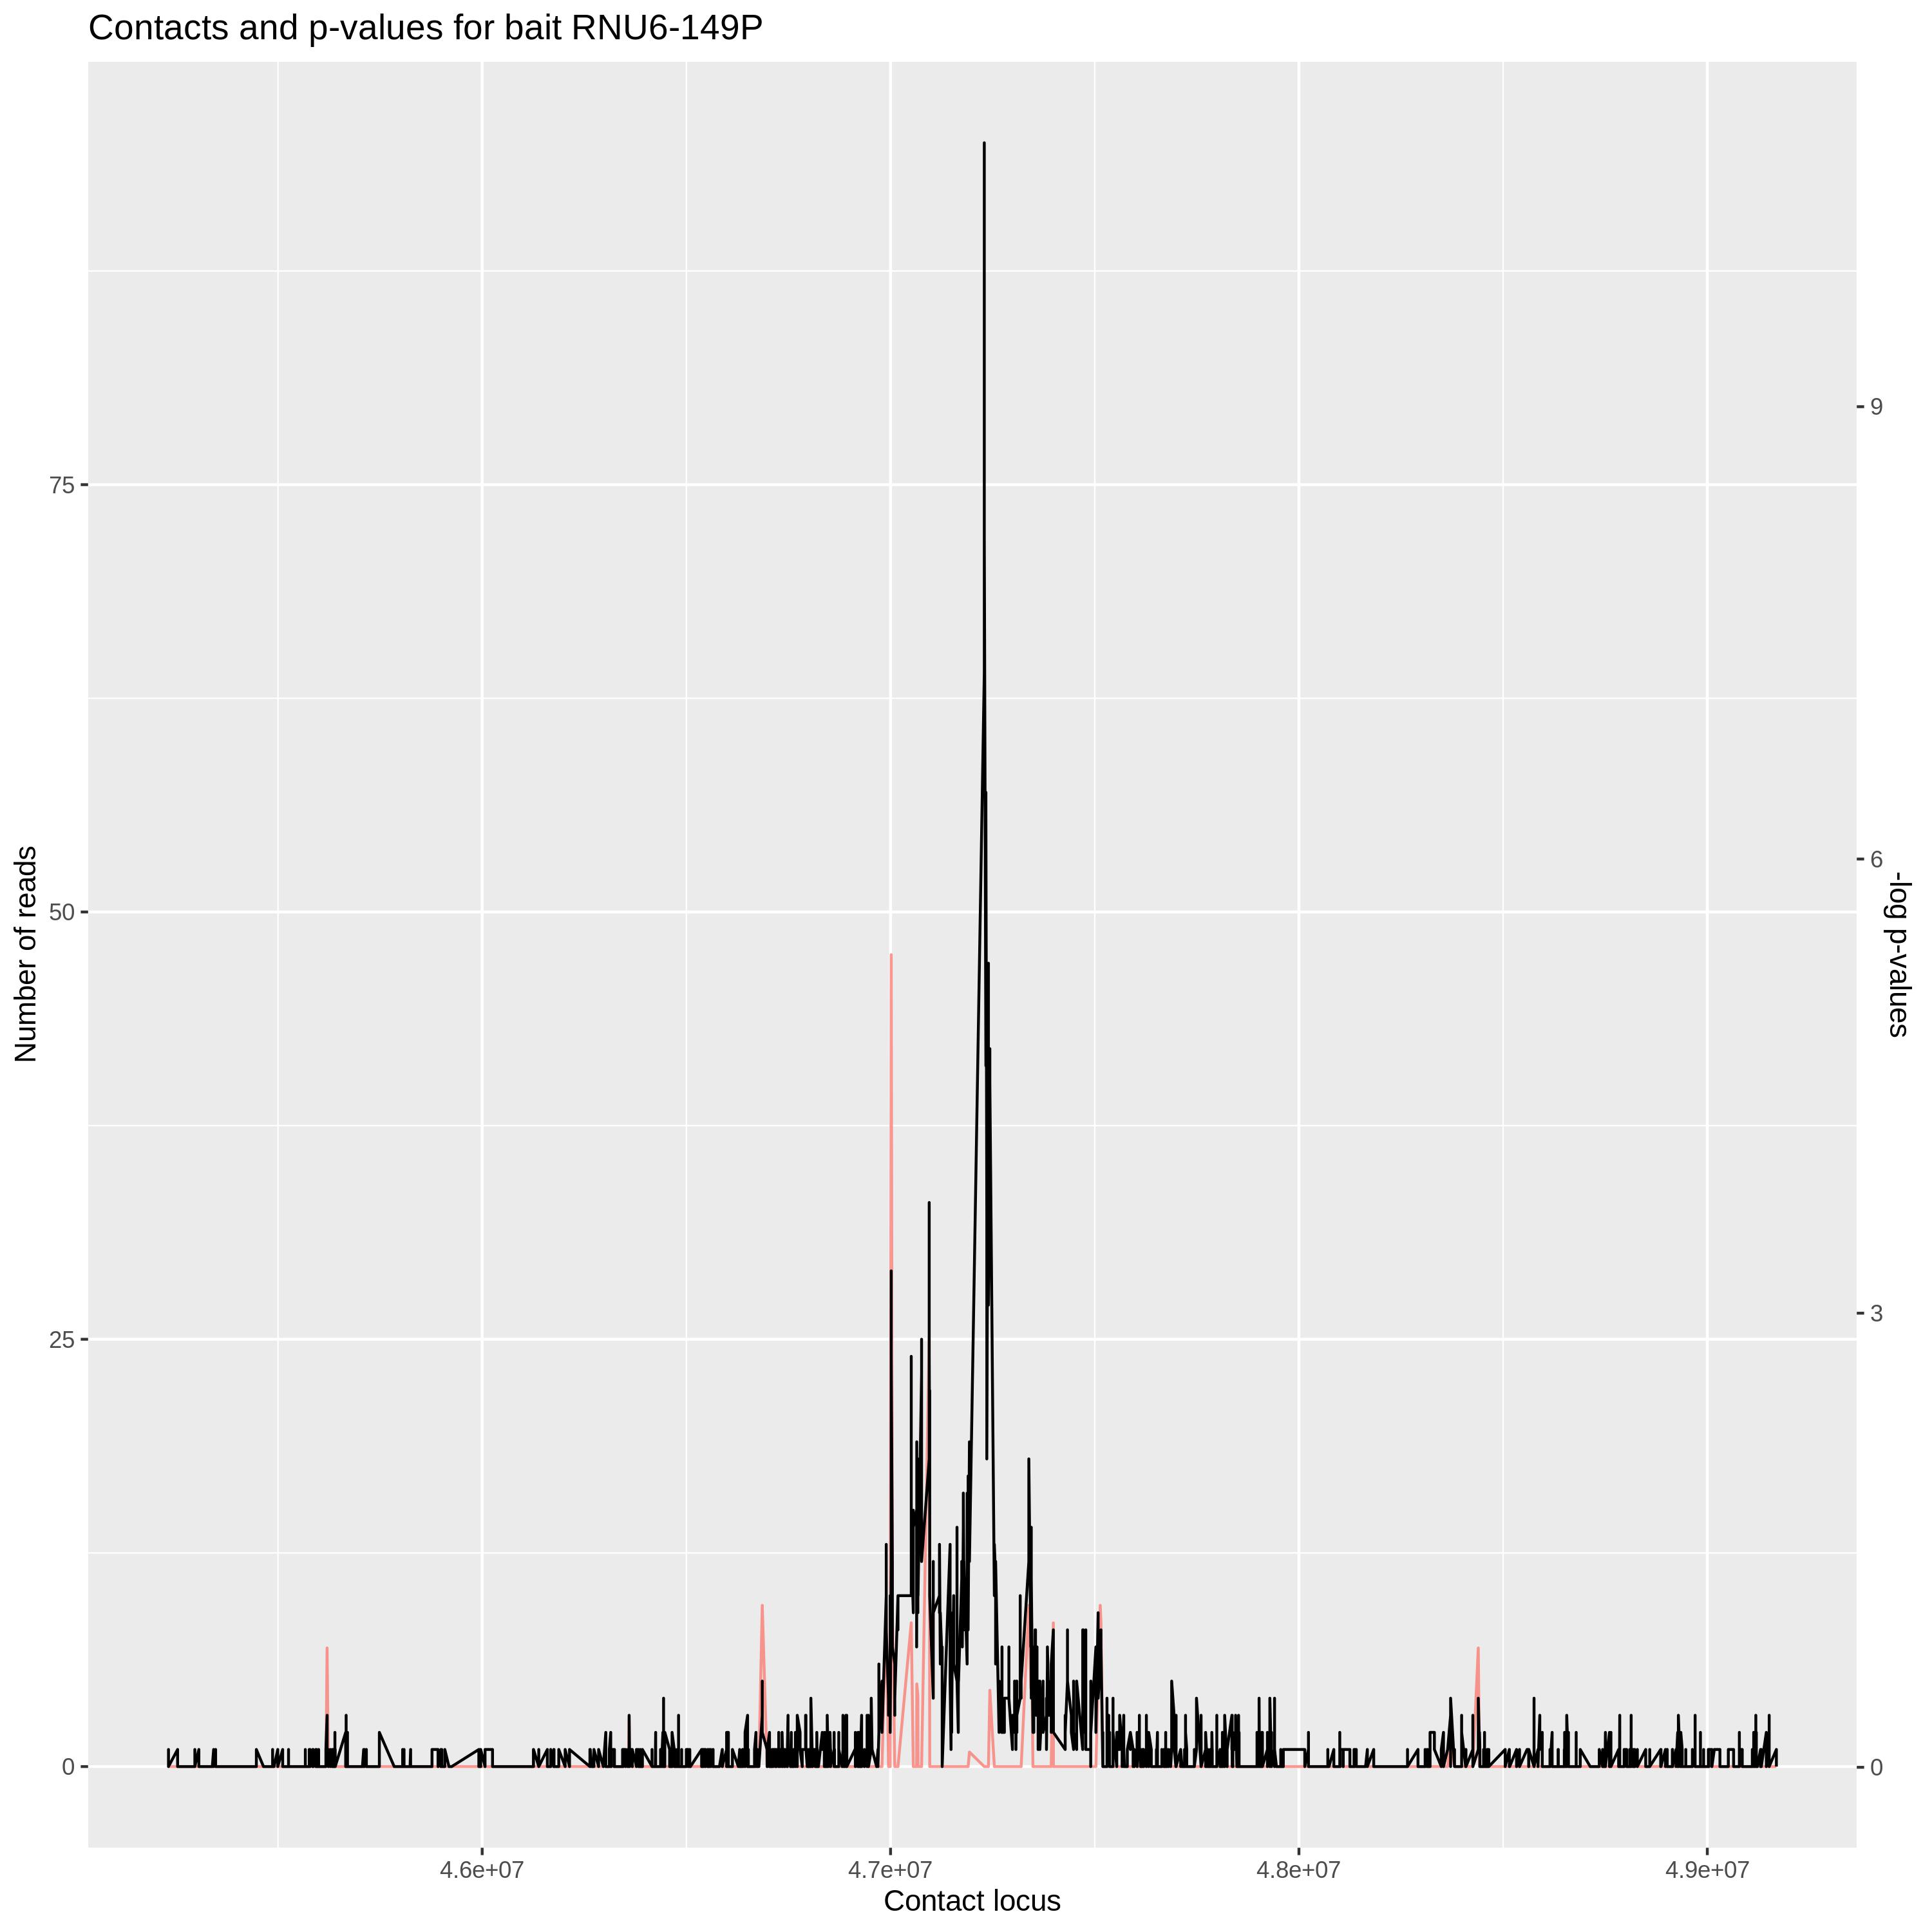 Contacts and p-values for bait RNU6-149P
Number of reads
75
50
25
0
9
6
3
0
-log p-values
4.6e+07
4.7e+07
4.8e+07
4.9e+07
Contact locus